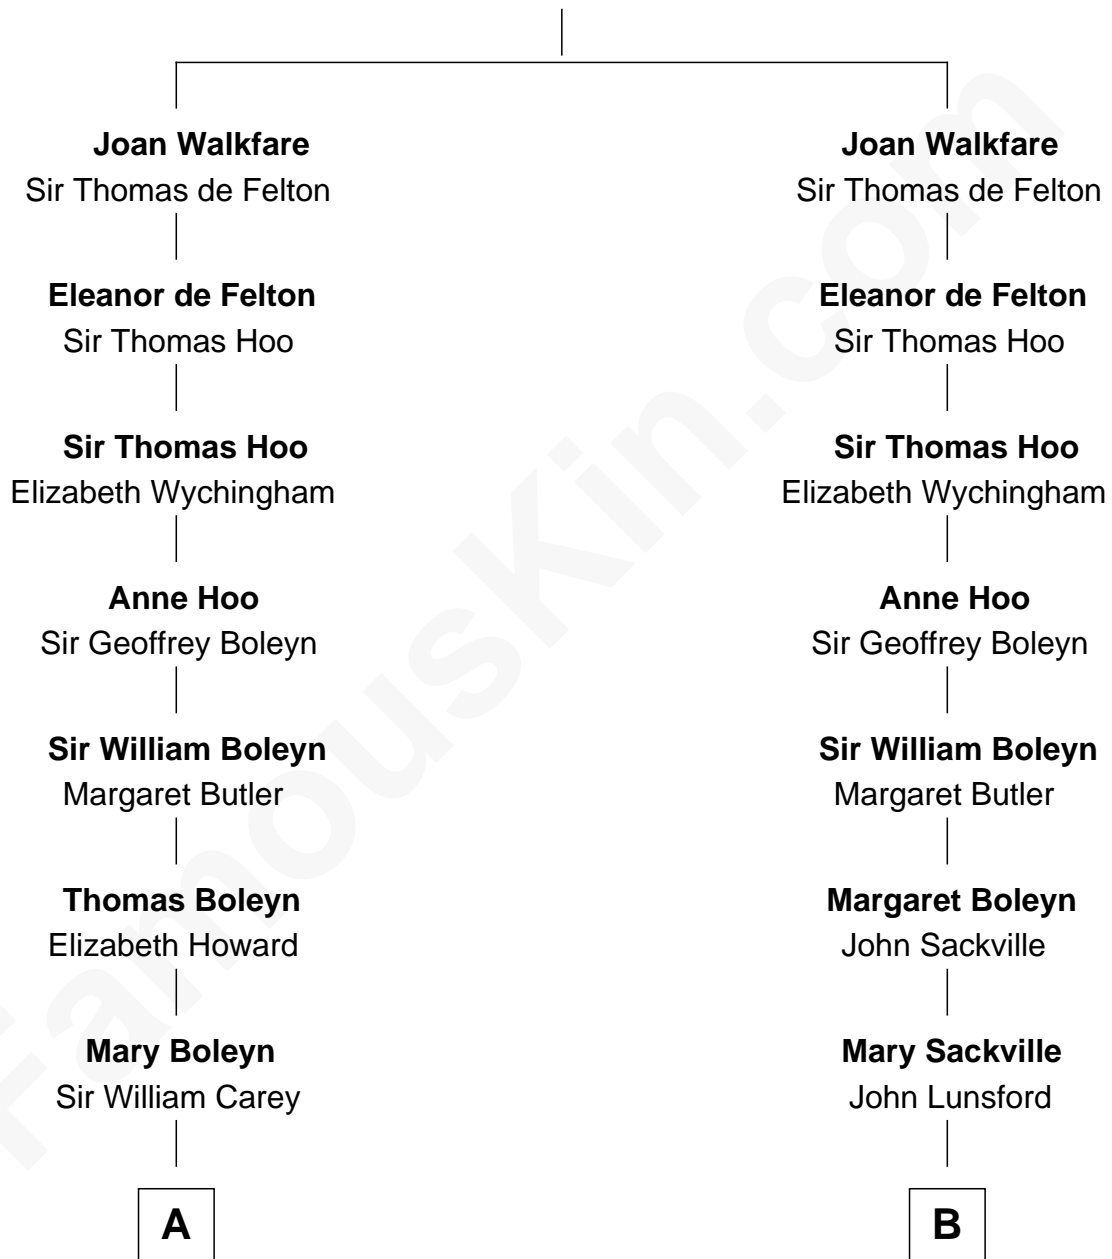 Joan Walkfare
Sir Thomas de Felton
Eleanor de Felton
Sir Thomas Hoo
Sir Thomas Hoo
Elizabeth Wychingham
Anne Hoo
Sir Geoffrey Boleyn
Sir William Boleyn
Margaret Butler
Thomas Boleyn
Elizabeth Howard
Mary Boleyn
Sir William Carey
A
Joan Walkfare
Sir Thomas de Felton
Eleanor de Felton
Sir Thomas Hoo
Sir Thomas Hoo
Elizabeth Wychingham
Anne Hoo
Sir Geoffrey Boleyn
Sir William Boleyn
Margaret Butler
Margaret Boleyn
John Sackville
Mary Sackville
John Lunsford
B
FamousKin.com